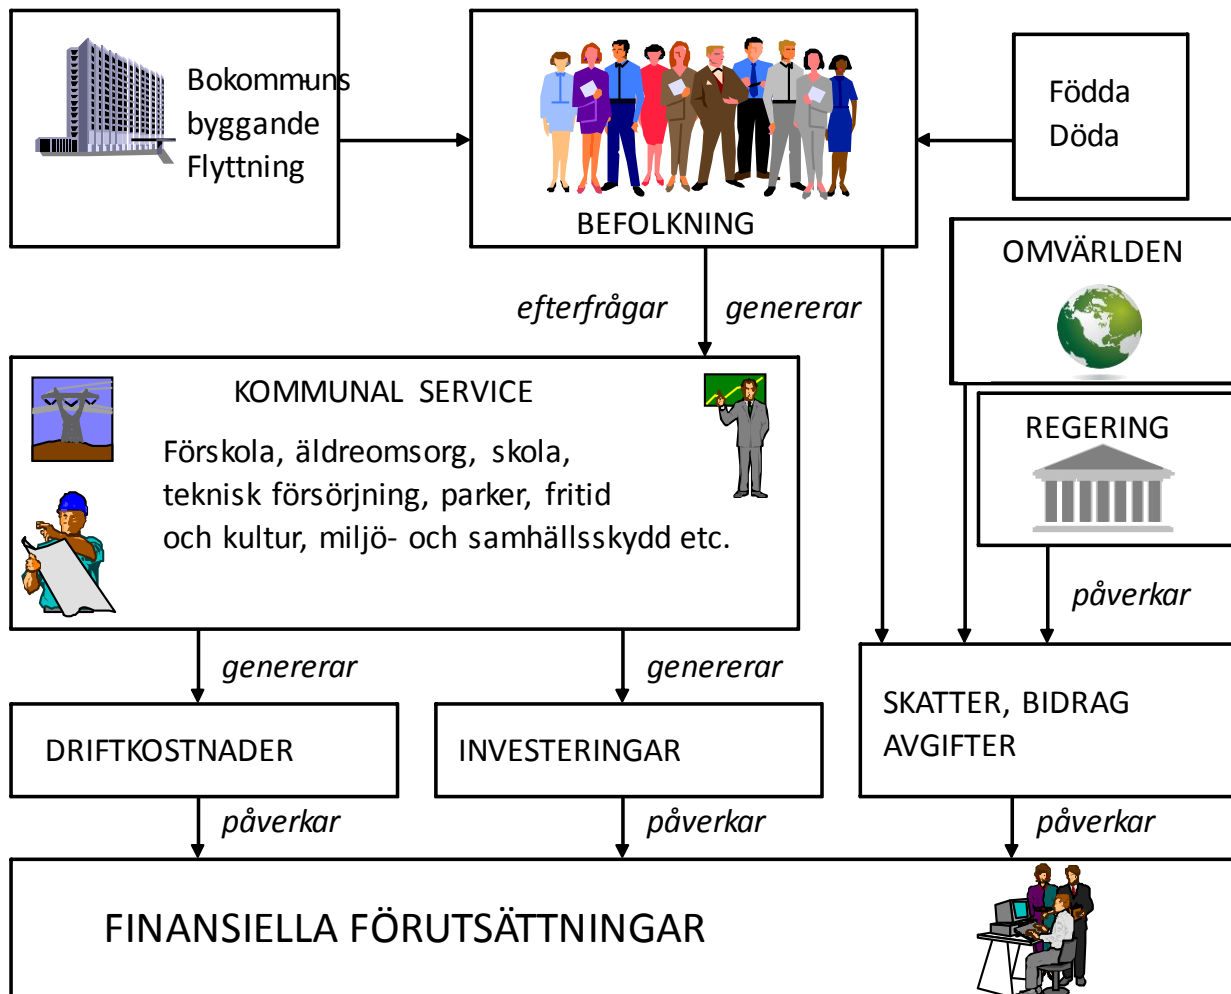 Bokommuns-
byggande
Flyttning
BEFOLKNING
Födda
Döda
OMVÄRLDEN
efterfrågar
genererar
KOMMUNAL SERVICE
Förskola, äldreomsorg, skola,
teknisk försörjning, parker, fritid
och kultur, miljö- och samhällsskydd etc.
REGERING
påverkar
genererar
genererar
DRIFTKOSTNADER
INVESTERINGAR
SKATTER, BIDRAG
AVGIFTER
påverkar
påverkar
påverkar
FINANSIELLA FÖRUTSÄTTNINGAR